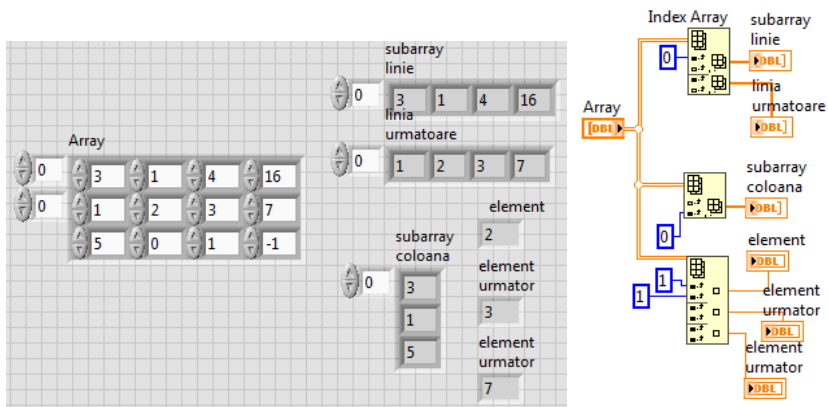 subarray
linie
0
3 1 4 16
linia
urmatoare
0
1 2 3 7
Array
0
3 1 4 16
0
1 2 3 7
5 0 1 -1
element
2
subarray
coloana
0
3
1
5
element
urmator
3
element
urmator
7
Index Array
subarray
linie
0
DBL]
linia
urmatoare
DBL]
Array
[DBL
subarray
coloana
DBL]
0
element
DBL
1
1
element
urmator
DBL
element
urmator
DBL